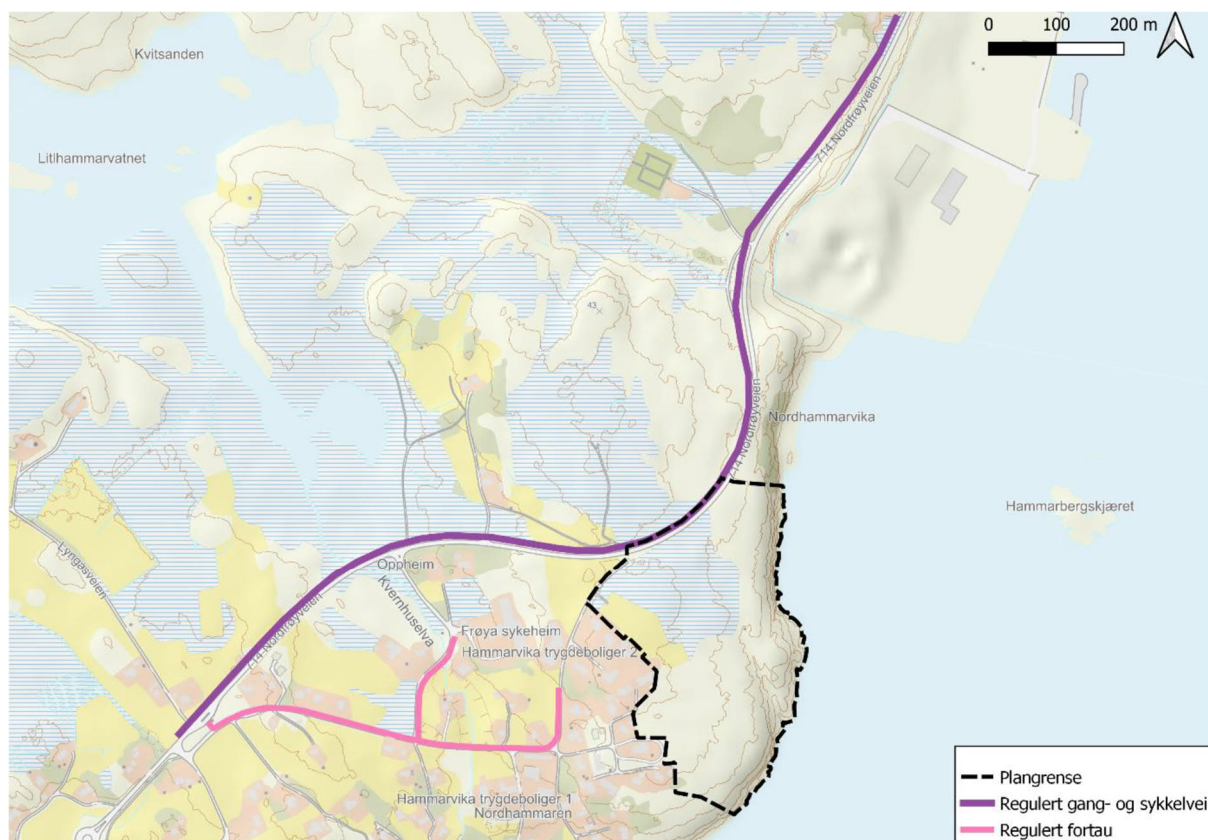 0 100 200 m
Kvitsanden
Litlhammarvatnet
714 Nordfrøyveien
43
Nordhammarvika
714 Nordfrøyveien
Hammarbergskjæret
Lyngåsveien
Oppheim
Kvernhuselva
714 Nordfrøyveien
Frøya sykeheim
Hammarvika trygdeboliger 2
Hammarvika trygdeboliger 1
Nordhammaren
Plangrense
Regulert gang- og sykkelvei
Regulert fortau